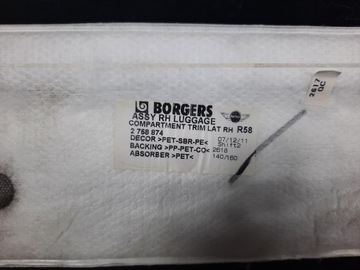 BORGERS
ASSY RH LUGGAGE
COMPARTMENT TRIM LAT RH R58
2 758 874 07/12/11
DECOR >PET-SBR-PE< Shift2
BACKING >PP-PET-CO< 2618
ABSORBER >PET< 140/160
2617
QC